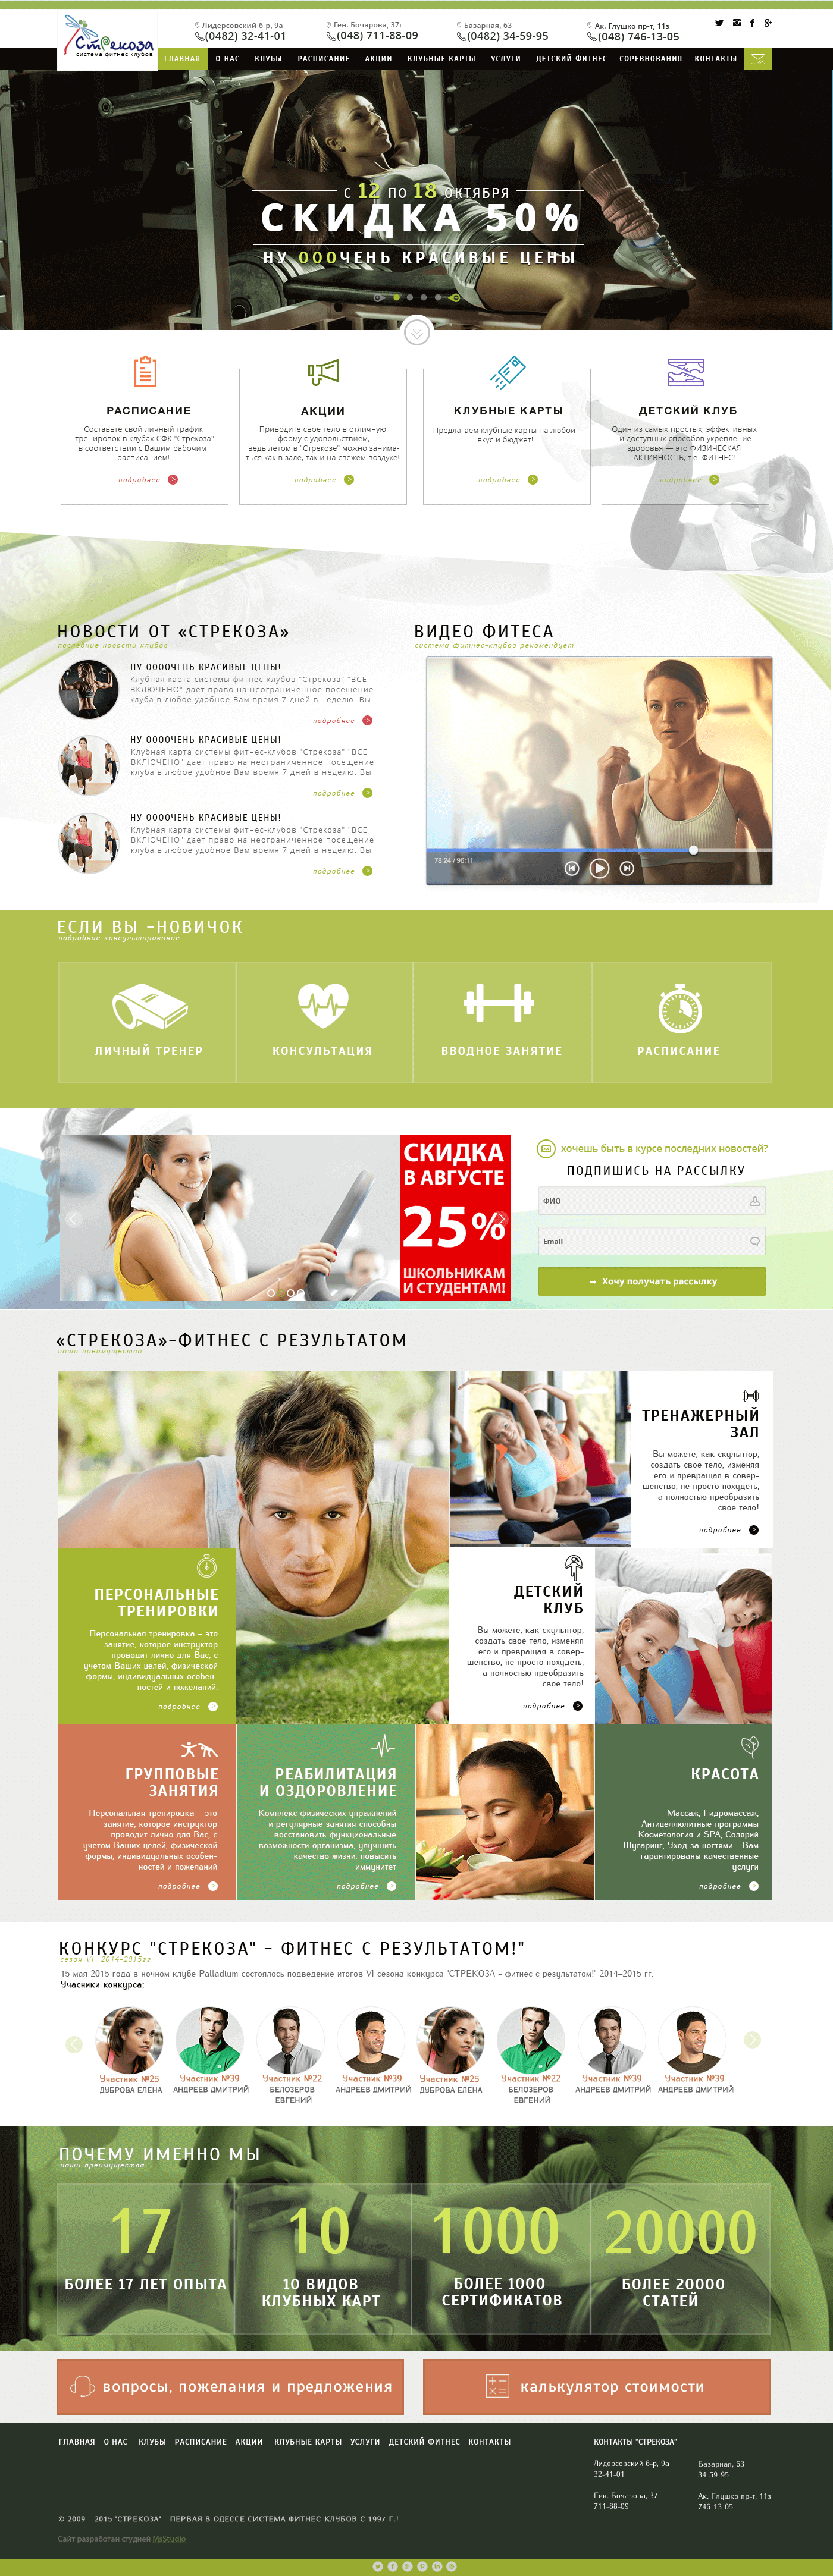 Стрекоза
система фитнес клубов
Лидерсовский б-р, 9а
(0482) 32-41-01
Ген. Бочарова, 37г
(048) 711-88-09
Базарная, 63
(0482) 34-59-95
Ак. Глушко пр-т, 11з
(048) 746-13-05
ГЛАВНАЯ О НАС КЛУБЫ РАСПИСАНИЕ АКЦИИ КЛУБНЫЕ КАРТЫ УСЛУГИ ДЕТСКИЙ ФИТНЕС СОРЕВНОВАНИЯ КОНТАКТЫ
С 12 ПО 18 ОКТЯБРЯ
СКИДКА 50%
НУ ОООЧЕНЬ КРАСИВЫЕ ЦЕНЫ
РАСПИСАНИЕ
Составьте свой личный график
тренировок в клубах СФК "Стрекоза"
в соответствии с Вашим рабочим
расписанием!
подробнее
АКЦИИ
Приводите свое тело в отличную
форму с удовольствием,
ведь летом в "Стрекозе" можно занима-
ться как в зале, так и на свежем воздухе!
подробнее
КЛУБНЫЕ КАРТЫ
Предлагаем клубные карты на любой
вкус и бюджет!
подробнее
ДЕТСКИЙ КЛУБ
Один из самых простых, эффективных
и доступных способов укрепление
здоровья — это ФИЗИЧЕСКАЯ
АКТИВНОСТЬ, т.е. ФИТНЕС!
подробнее
НОВОСТИ ОТ «СТРЕКОЗА»
последние новости клубов
НУ ООООЧЕНЬ КРАСИВЫЕ ЦЕНЫ!
Клубная карта системы фитнес-клубов "Стрекоза" "ВСЕ
ВКЛЮЧЕНО" дает право на неограниченное посещение
клуба в любое удобное Вам время 7 дней в неделю. Вы
подробнее
НУ ООООЧЕНЬ КРАСИВЫЕ ЦЕНЫ!
Клубная карта системы фитнес-клубов "Стрекоза" "ВСЕ
ВКЛЮЧЕНО" дает право на неограниченное посещение
клуба в любое удобное Вам время 7 дней в неделю. Вы
подробнее
НУ ООООЧЕНЬ КРАСИВЫЕ ЦЕНЫ!
Клубная карта системы фитнес-клубов "Стрекоза" "ВСЕ
ВКЛЮЧЕНО" дает право на неограниченное посещение
клуба в любое удобное Вам время 7 дней в неделю. Вы
подробнее
ВИДЕО ФИТЕСА
система фитнес-клубов рекомендует
78:24 / 96:11
ЕСЛИ ВЫ -НОВИЧОК
подробное консультирование
ЛИЧНЫЙ ТРЕНЕР
КОНСУЛЬТАЦИЯ
ВВОДНОЕ ЗАНЯТИЕ
РАСПИСАНИЕ
СКИДКА
В АВГУСТЕ
25%
ШКОЛЬНИКАМ
И СТУДЕНТАМ!
хочешь быть в курсе последних новостей?
ПОДПИШИСЬ НА РАССЫЛКУ
ФИО
Email
Хочу получать рассылку
«СТРЕКОЗА»-ФИТНЕС С РЕЗУЛЬТАТОМ
наши преимущества
ТРЕНАЖЕРНЫЙ
ЗАЛ
Вы можете, как скульптор,
создать свое тело, изменяя
его и превращая в совер-
шенство, не просто похудеть,
а полностью преобразить
свое тело!
подробнее
ПЕРСОНАЛЬНЫЕ
ТРЕНИРОВКИ
Персональная тренировка – это
занятие, которое инструктор
проводит лично для Вас, с
учетом Ваших целей, физической
формы, индивидуальных особен-
ностей и пожеланий.
подробнее
ДЕТСКИЙ
КЛУБ
Вы можете, как скульптор,
создать свое тело, изменяя
его и превращая в совер-
шенство, не просто похудеть,
а полностью преобразить
свое тело!
подробнее
ГРУППОВЫЕ
ЗАНЯТИЯ
Персональная тренировка – это
занятие, которое инструктор
проводит лично для Вас, с
учетом Ваших целей, физической
формы, индивидуальных особен-
ностей и пожеланий
подробнее
РЕАБИЛИТАЦИЯ
И ОЗДОРОВЛЕНИЕ
Комплекс физических упражнений
и регулярные занятия способны
восстановить функциональные
возможности организма, улучшить
качество жизни, повысить
иммунитет
подробнее
КРАСОТА
Массаж, Гидромассаж,
Антицеллюлитные программы
Косметология и SPA, Солярий
Шугаринг, Уход за ногтями - Вам
гарантированы качественные
услуги
подробнее
КОНКУРС "СТРЕКОЗА" - ФИТНЕС С РЕЗУЛЬТАТОМ!"
сезон VI 2014-2015гг
15 мая 2015 года в ночном клубе Palladium состоялось подведение итогов VI сезона конкурса "СТРЕКОЗА - фитнес с результатом!" 2014-2015 гг.
Учасники конкурса:
Участник №25
ДУБРОВА ЕЛЕНА
Участник №39
АНДРЕЕВ ДМИТРИЙ
Участник №22
БЕЛОЗЕРОВ
ЕВГЕНИЙ
Участник №39
АНДРЕЕВ ДМИТРИЙ
Участник №25
ДУБРОВА ЕЛЕНА
Участник №22
БЕЛОЗЕРОВ
ЕВГЕНИЙ
Участник №39
АНДРЕЕВ ДМИТРИЙ
Участник №39
АНДРЕЕВ ДМИТРИЙ
ПОЧЕМУ ИМЕННО МЫ
наши преимущества
17
БОЛЕЕ 17 ЛЕТ ОПЫТА
10
10 ВИДОВ
КЛУБНЫХ КАРТ
1000
БОЛЕЕ 1000
СЕРТИФИКАТОВ
20000
БОЛЕЕ 20000
СТАТЕЙ
вопросы, пожелания и предложения
калькулятор стоимости
ГЛАВНАЯ О НАС КЛУБЫ РАСПИСАНИЕ АКЦИИ КЛУБНЫЕ КАРТЫ УСЛУГИ ДЕТСКИЙ ФИТНЕС КОНТАКТЫ
КОНТАКТЫ "СТРЕКОЗА"
Лидерсовский б-р, 9а
32-41-01
Базарная, 63
34-59-95
Ген. Бочарова, 37г
711-88-09
Ак. Глушко пр-т, 11з
746-13-05
© 2009 - 2015 "СТРЕКОЗА" - ПЕРВАЯ В ОДЕССЕ СИСТЕМА ФИТНЕС-КЛУБОВ С 1997 Г.!
Сайт разработан студией MsStudio